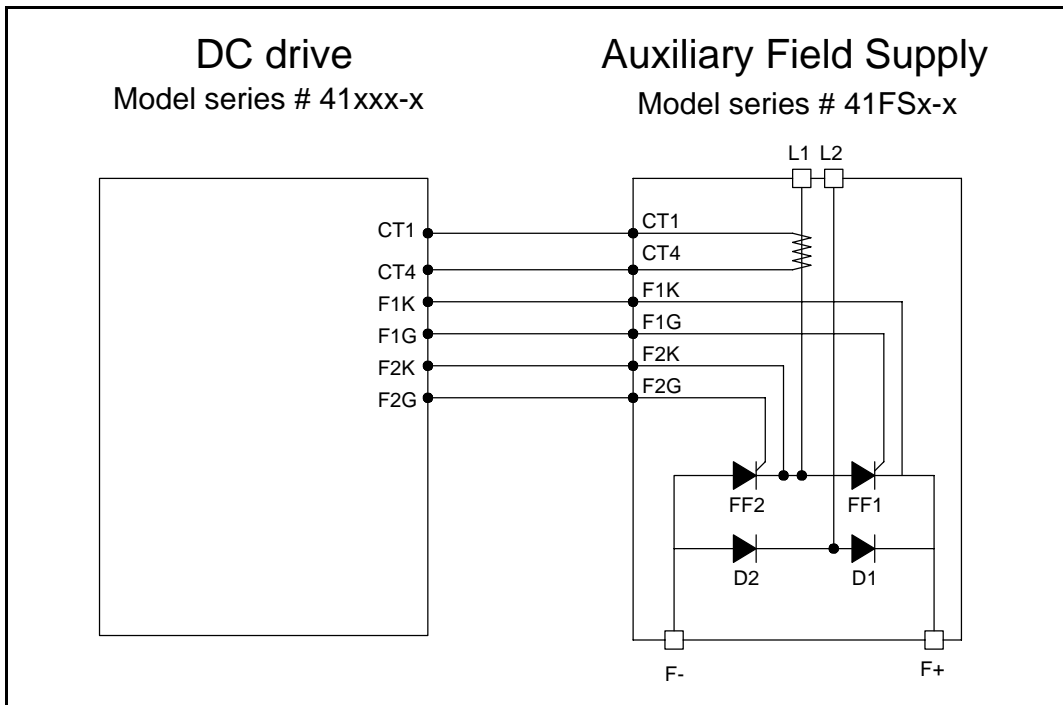 DC drive
Model series # 41xxx-x
Auxiliary Field Supply
Model series # 41FSx-x
L1 L2
CT1
CT4
F1K
F1G
F2K
F2G
CT1
CT4
F1K
F1G
F2K
F2G
FF2
FF1
D2
D1
F-
F+